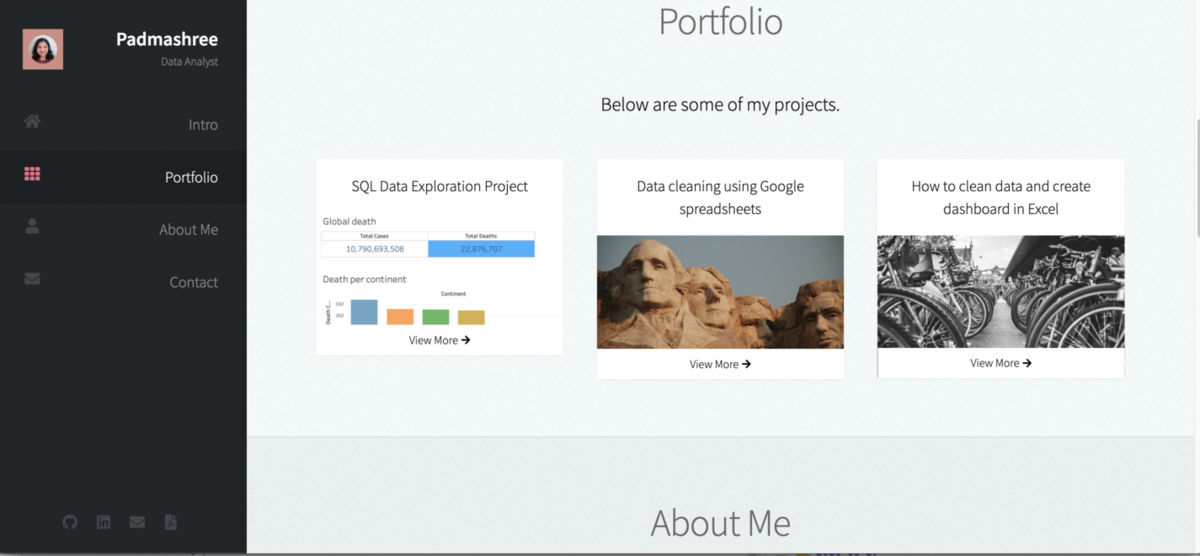 Padmashree
Data Analyst
Intro
Portfolio
About Me
Contact
Portfolio
Below are some of my projects.
SQL Data Exploration Project
Global death
Total Cases
Total Deaths
10,790,693,508
22,876,707
Death per continent
Continent
6M
4M
View More
Data cleaning using Google
spreadsheets
View More
How to clean data and create
dashboard in Excel
View More
About Me